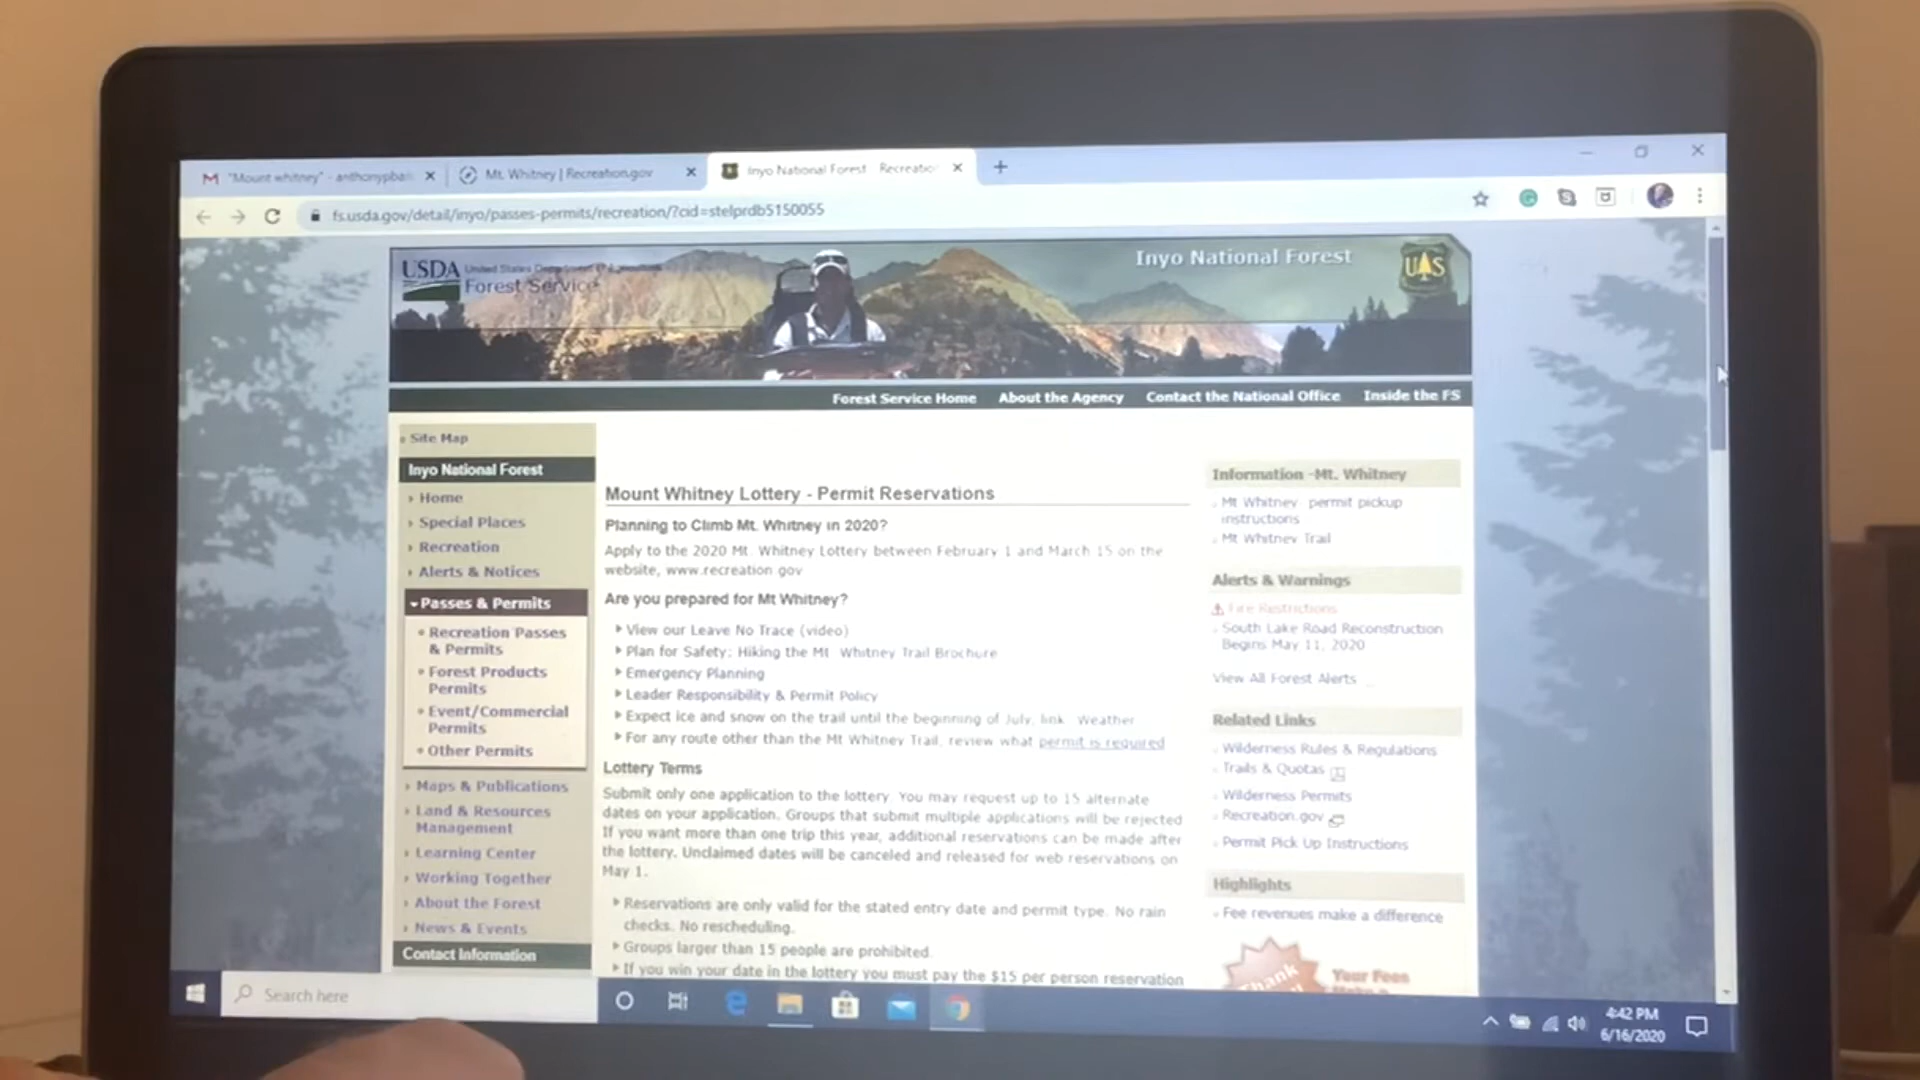 "Mount whitney" - anthonypba
Mt. Whitney | Recreation.gov
Inyo National Forest - Recreatio
fs.usda.gov/detail/inyo/passes-permits/recreation/?cid=stelprdb5150055
USDA United States Department Of Agriculture
Forest Service
Inyo National Forest
UAS
Forest Service Home About the Agency Contact the National Office Inside the FS
Site Map
Inyo National Forest
Home
Special Places
Recreation
Alerts & Notices
Passes & Permits
Recreation Passes
& Permits
Forest Products
Permits
Event/Commercial
Permits
Other Permits
Maps & Publications
Land & Resources
Management
Learning Center
Working Together
About the Forest
News & Events
Contact Information
Mount Whitney Lottery - Permit Reservations
Planning to Climb Mt. Whitney in 2020?
Apply to the 2020 Mt. Whitney Lottery between February 1 and March 15 on the
website, www.recreation.gov
Are you prepared for Mt Whitney?
View our Leave No Trace (video)
Plan for Safety: Hiking the Mt. Whitney Trail Brochure
Emergency Planning
Leader Responsibility & Permit Policy
Expect ice and snow on the trail until the beginning of July, link: Weather
For any route other than the Mt Whitney Trail, review what permit is required
Lottery Terms
Submit only one application to the lottery. You may request up to 15 alternate
dates on your application. Groups that submit multiple applications will be rejected
If you want more than one trip this year, additional reservations can be made after
the lottery. Unclaimed dates will be canceled and released for web reservations on
May 1.
Reservations are only valid for the stated entry date and permit type. No rain
checks. No rescheduling.
Groups larger than 15 people are prohibited.
If you win your date in the lottery you must pay the $15 per person reservation
Information -Mt. Whitney
Mt Whitney- permit pickup
instructions
Mt Whitney Trail
Alerts & Warnings
Fire Restrictions
South Lake Road Reconstruction
Begins May 11, 2020
View All Forest Alerts
Related Links
Wilderness Rules & Regulations
Trails & Quotas
Wilderness Permits
Recreation.gov
Permit Pick Up Instructions
Highlights
Fee revenues make a difference
Thank
Your Fees
Search here
4:42 PM
6/16/2020